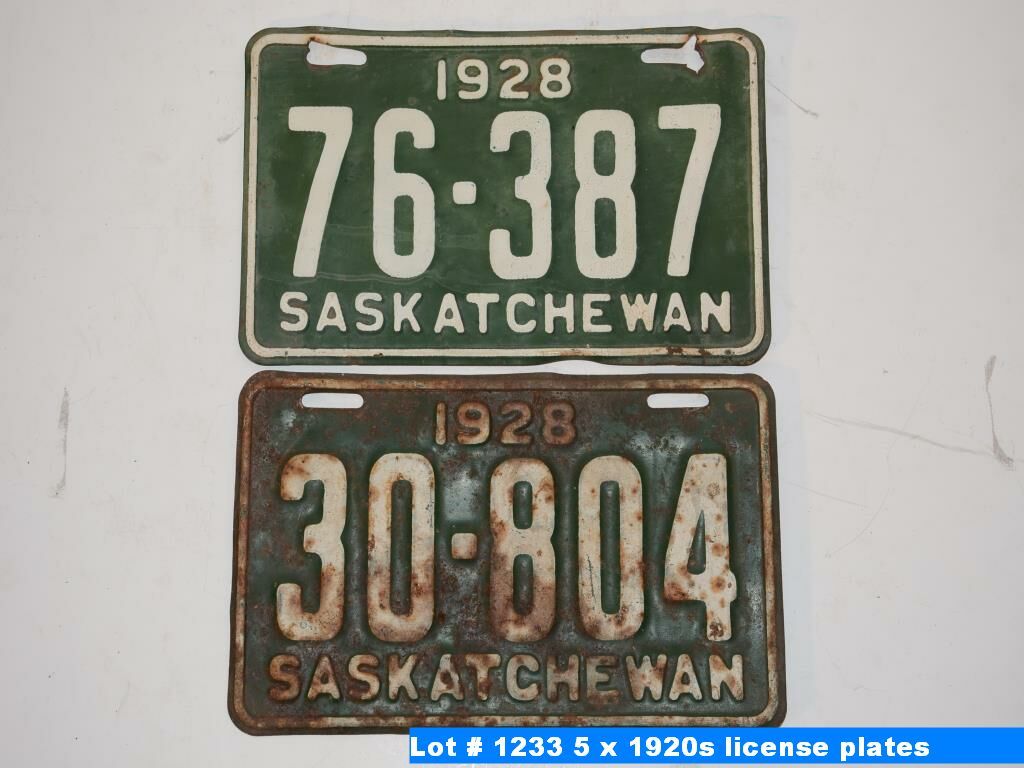 1928
76-387
SASKATCHEWAN
1928
30-804
SASKATCHEWAN
Lot # 1233 5 x 1920s license plates